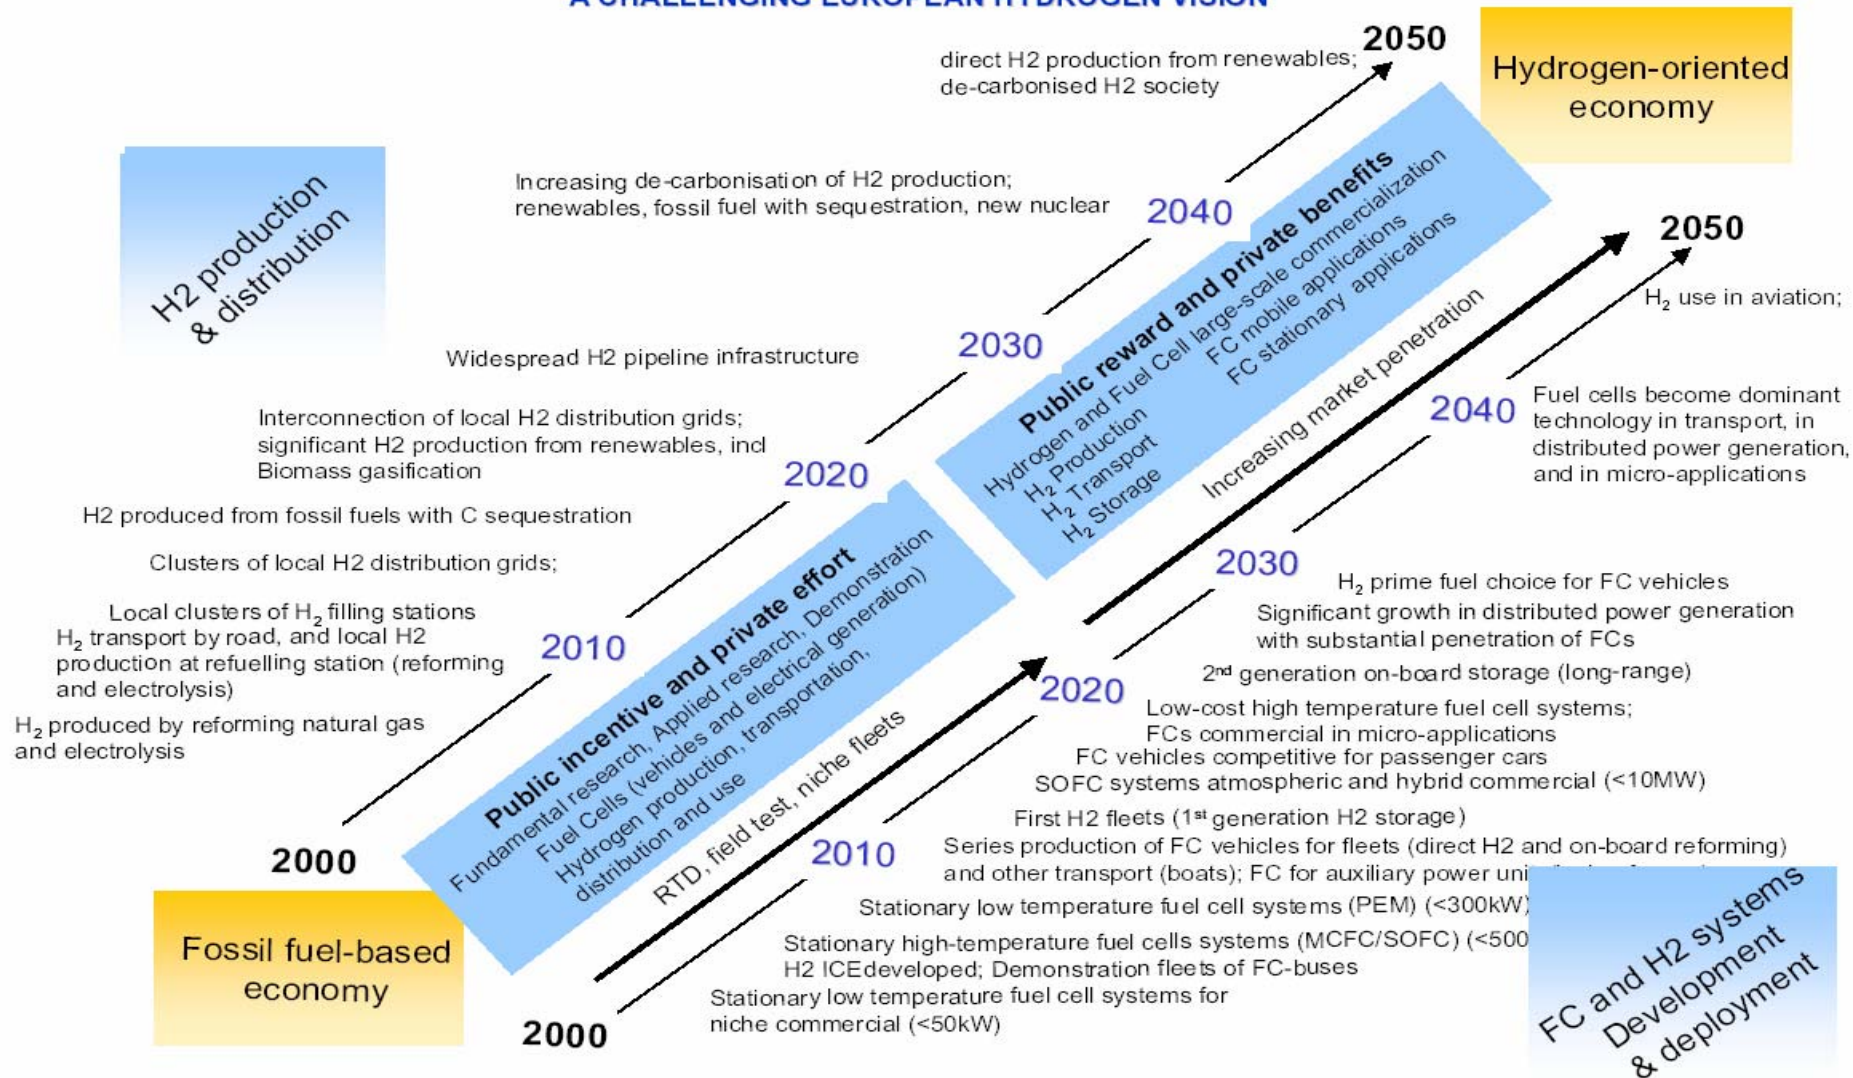 A CHALLENGING EUROPEAN HYDROGEN VISION
2050
direct H2 production from renewables;
de-carbonised H2 society
Hydrogen-oriented
economy
H2 production
& distribution
Increasing de-carbonisation of H2 production;
renewables, fossil fuel with sequestration, new nuclear
2040
Widespread H2 pipeline infrastructure
2030
Interconnection of local H2 distribution grids;
significant H2 production from renewables, incl
Biomass gasification
2020
H2 produced from fossil fuels with C sequestration
Clusters of local H2 distribution grids;
Local clusters of H2 filling stations
H2 transport by road, and local H2
production at refuelling station (reforming
and electrolysis)
2010
H2 produced by reforming natural gas
and electrolysis
2000
Fossil fuel-based
economy
Public reward and private benefits
Hydrogen and Fuel Cell large-scale commercialization
H2 Production
H2 Transport
H2 Storage
FC mobile applications
FC stationary applications
Public incentive and private effort
Fundamental research, Applied research, Demonstration
Fuel Cells (vehicles and electrical generation)
Hydrogen production, transportation,
distribution and use
Increasing market penetration
RTD, field test, niche fleets
2050
H2 use in aviation;
2040
Fuel cells become dominant
technology in transport, in
distributed power generation,
and in micro-applications
2030
H2 prime fuel choice for FC vehicles
Significant growth in distributed power generation
with substantial penetration of FCs
2nd generation on-board storage (long-range)
2020
Low-cost high temperature fuel cell systems;
FCs commercial in micro-applications
FC vehicles competitive for passenger cars
SOFC systems atmospheric and hybrid commercial (<10MW)
First H2 fleets (1st generation H2 storage)
2010
Series production of FC vehicles for fleets (direct H2 and on-board reforming)
and other transport (boats); FC for auxiliary power
Stationary low temperature fuel cell systems (PEM) (<300kW)
Stationary high-temperature fuel cells systems (MCFC/SOFC) (<500
H2 ICEdeveloped; Demonstration fleets of FC-buses
Stationary low temperature fuel cell systems for
niche commercial (<50kW)
2000
FC and H2 systems
Development
& deployment